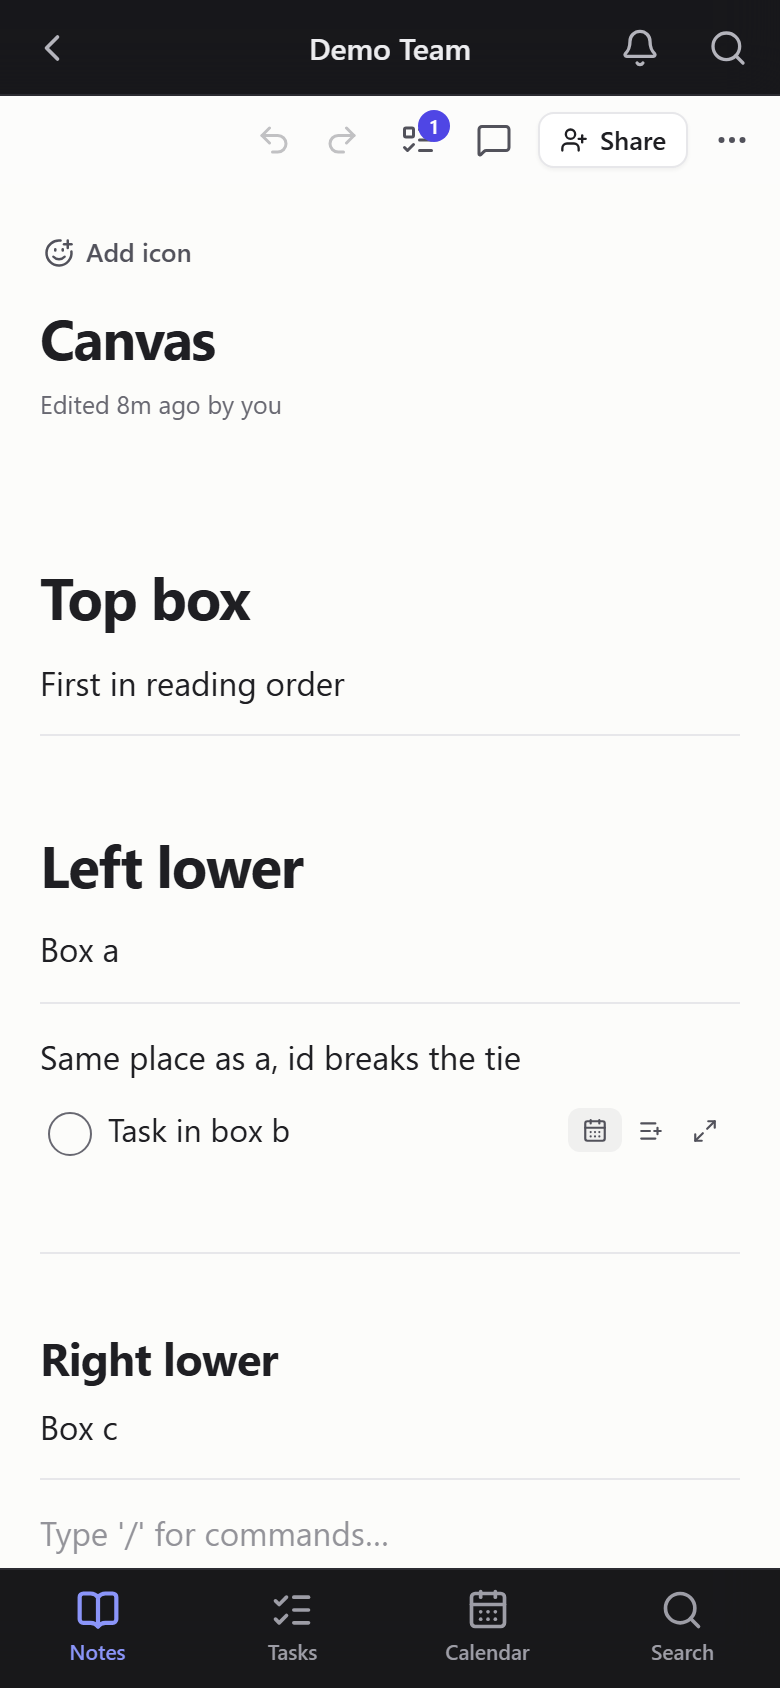 Demo Team
1
Share
Add icon
Canvas
Edited 8m ago by you
Top box
First in reading order
Left lower
Box a
Same place as a, id breaks the tie
Task in box b
Right lower
Box c
Type '/' for commands...
Notes
Tasks
Calendar
Search